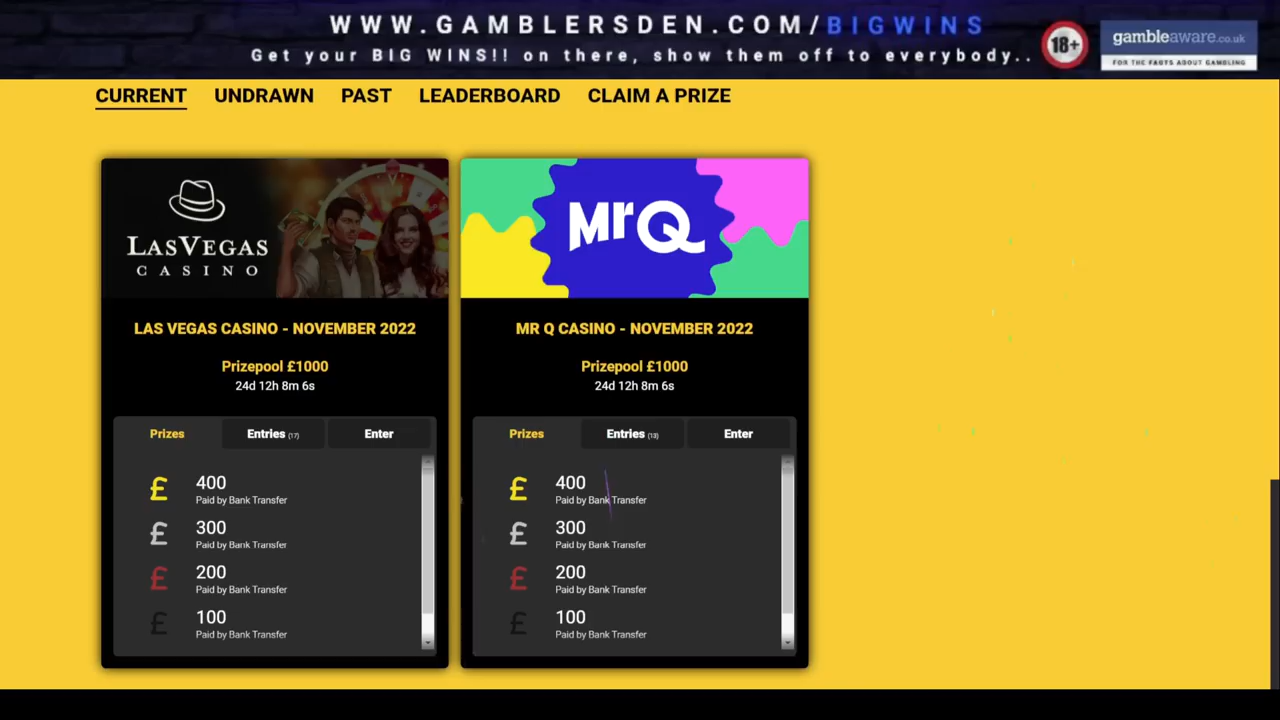 WWW.GAMBLERSDEN.COM/BIGWINS
Get your BIG WINS!! on there, show them off to everybody..
18+
gambleaware.co.uk
FOR THE FACTS ABOUT GAMBLING
CURRENT UNDRAWN PAST LEADERBOARD CLAIM A PRIZE
LASVEGAS
CASINO
MrQ
LAS VEGAS CASINO - NOVEMBER 2022
Prizepool £1000
24d 12h 8m 6s
Prizes Entries (17) Enter
£ 400
Paid by Bank Transfer
£ 300
Paid by Bank Transfer
£ 200
Paid by Bank Transfer
£ 100
Paid by Bank Transfer
MR Q CASINO - NOVEMBER 2022
Prizepool £1000
24d 12h 8m 6s
Prizes Entries (13) Enter
£ 400
Paid by Bank Transfer
£ 300
Paid by Bank Transfer
£ 200
Paid by Bank Transfer
£ 100
Paid by Bank Transfer